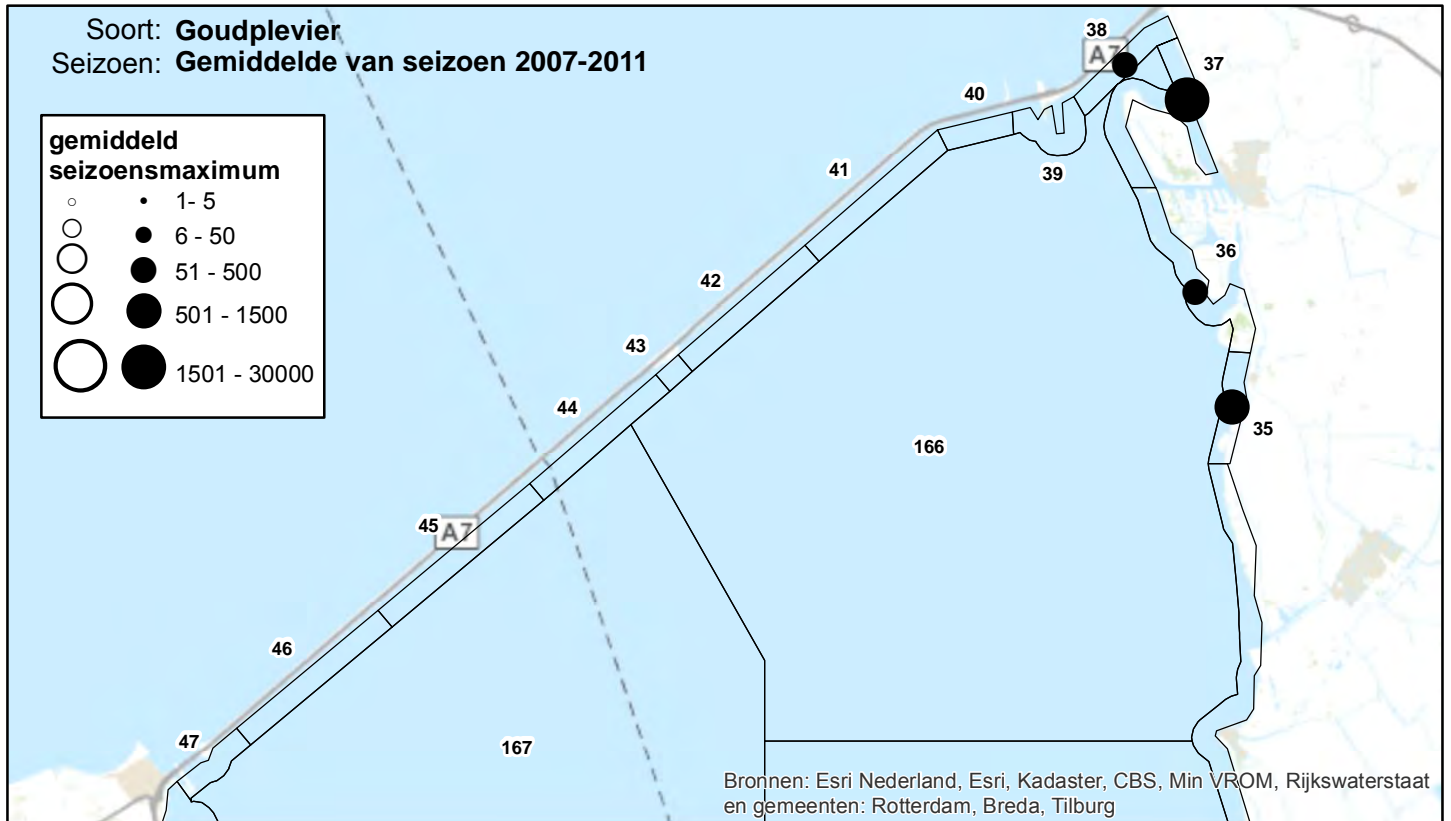 Soort: Goudplevier
Seizoen: Gemiddelde van seizoen 2007-2011
gemiddeld
seizoensmaximum
1- 5
6 - 50
51 - 500
501 - 1500
1501 - 30000
38
A7
37
40
41
39
42
36
43
44
35
166
45
A7
46
47
167
Bronnen: Esri Nederland, Esri, Kadaster, CBS, Min VROM, Rijkswaterstaat
en gemeenten: Rotterdam, Breda, Tilburg